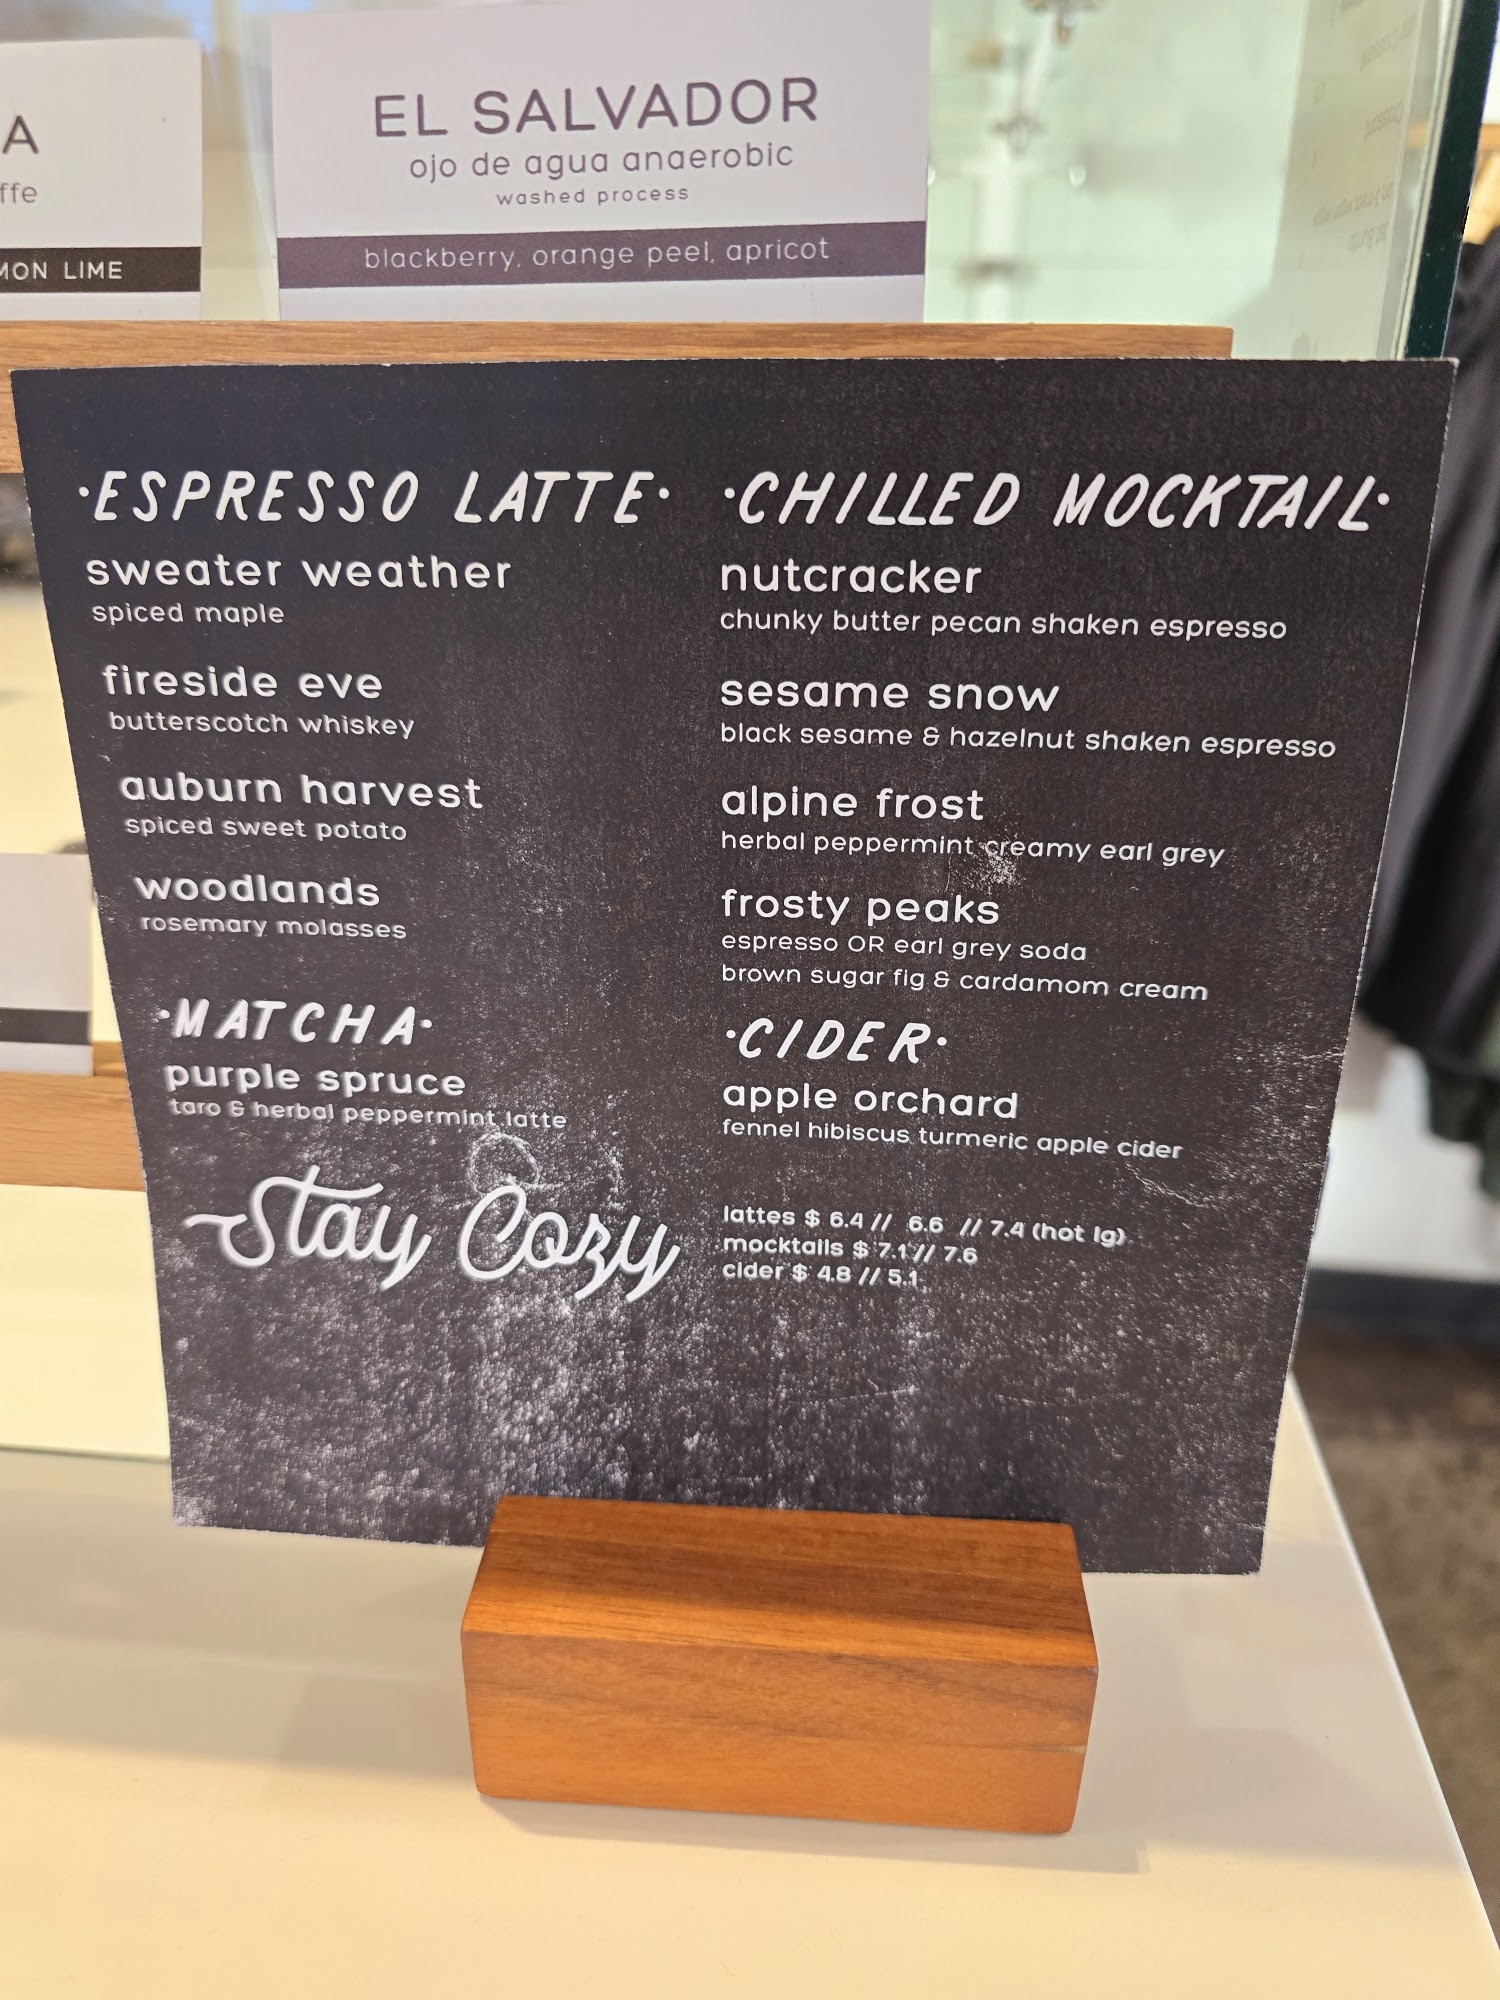 A
ffe
MON LIME
EL SALVADOR
ojo de agua anaerobic
washed process
blackberry, orange peel, apricot
·ESPRESSO LATTE·
sweater weather
spiced maple
fireside eve
butterscotch whiskey
auburn harvest
spiced sweet potato
woodlands
rosemary molasses
·MATCHA·
purple spruce
taro & herbal peppermint latte
Stay Cozy
·CHILLED MOCKTAIL·
nutcracker
chunky butter pecan shaken espresso
sesame snow
black sesame & hazelnut shaken espresso
alpine frost
herbal peppermint creamy earl grey
frosty peaks
espresso OR earl grey soda
brown sugar fig & cardamom cream
·CIDER·
apple orchard
fennel hibiscus turmeric apple cider
lattes $ 6.4 // 6.6 // 7.4 (hot lg)
mocktails $ 7.1 // 7.6
cider $ 4.8 // 5.1